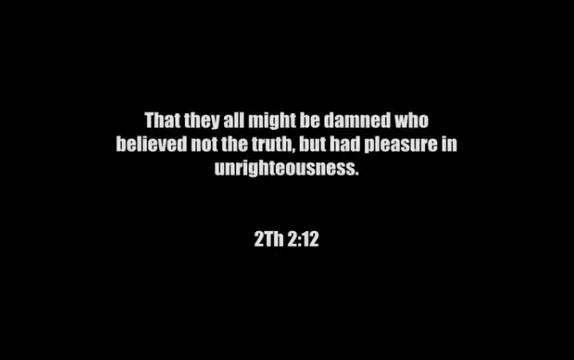 That they all might be damned who
believed not the truth, but had pleasure in
unrighteousness.
2Th 2:12